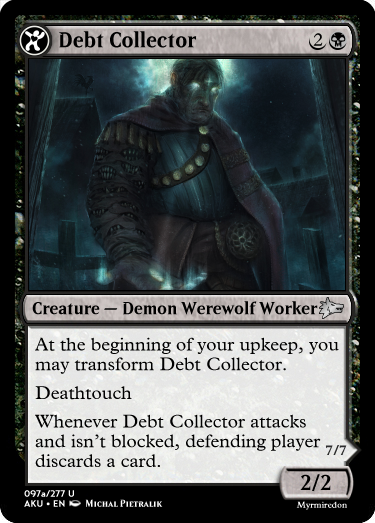 Debt Collector 2
Creature — Demon Werewolf Worker
At the beginning of your upkeep, you
may transform Debt Collector.
Deathtouch
Whenever Debt Collector attacks
and isn't blocked, defending player
discards a card.
7/7
2/2
097a/277 U
AKU • EN Michal Pietralik
Myrmiredon